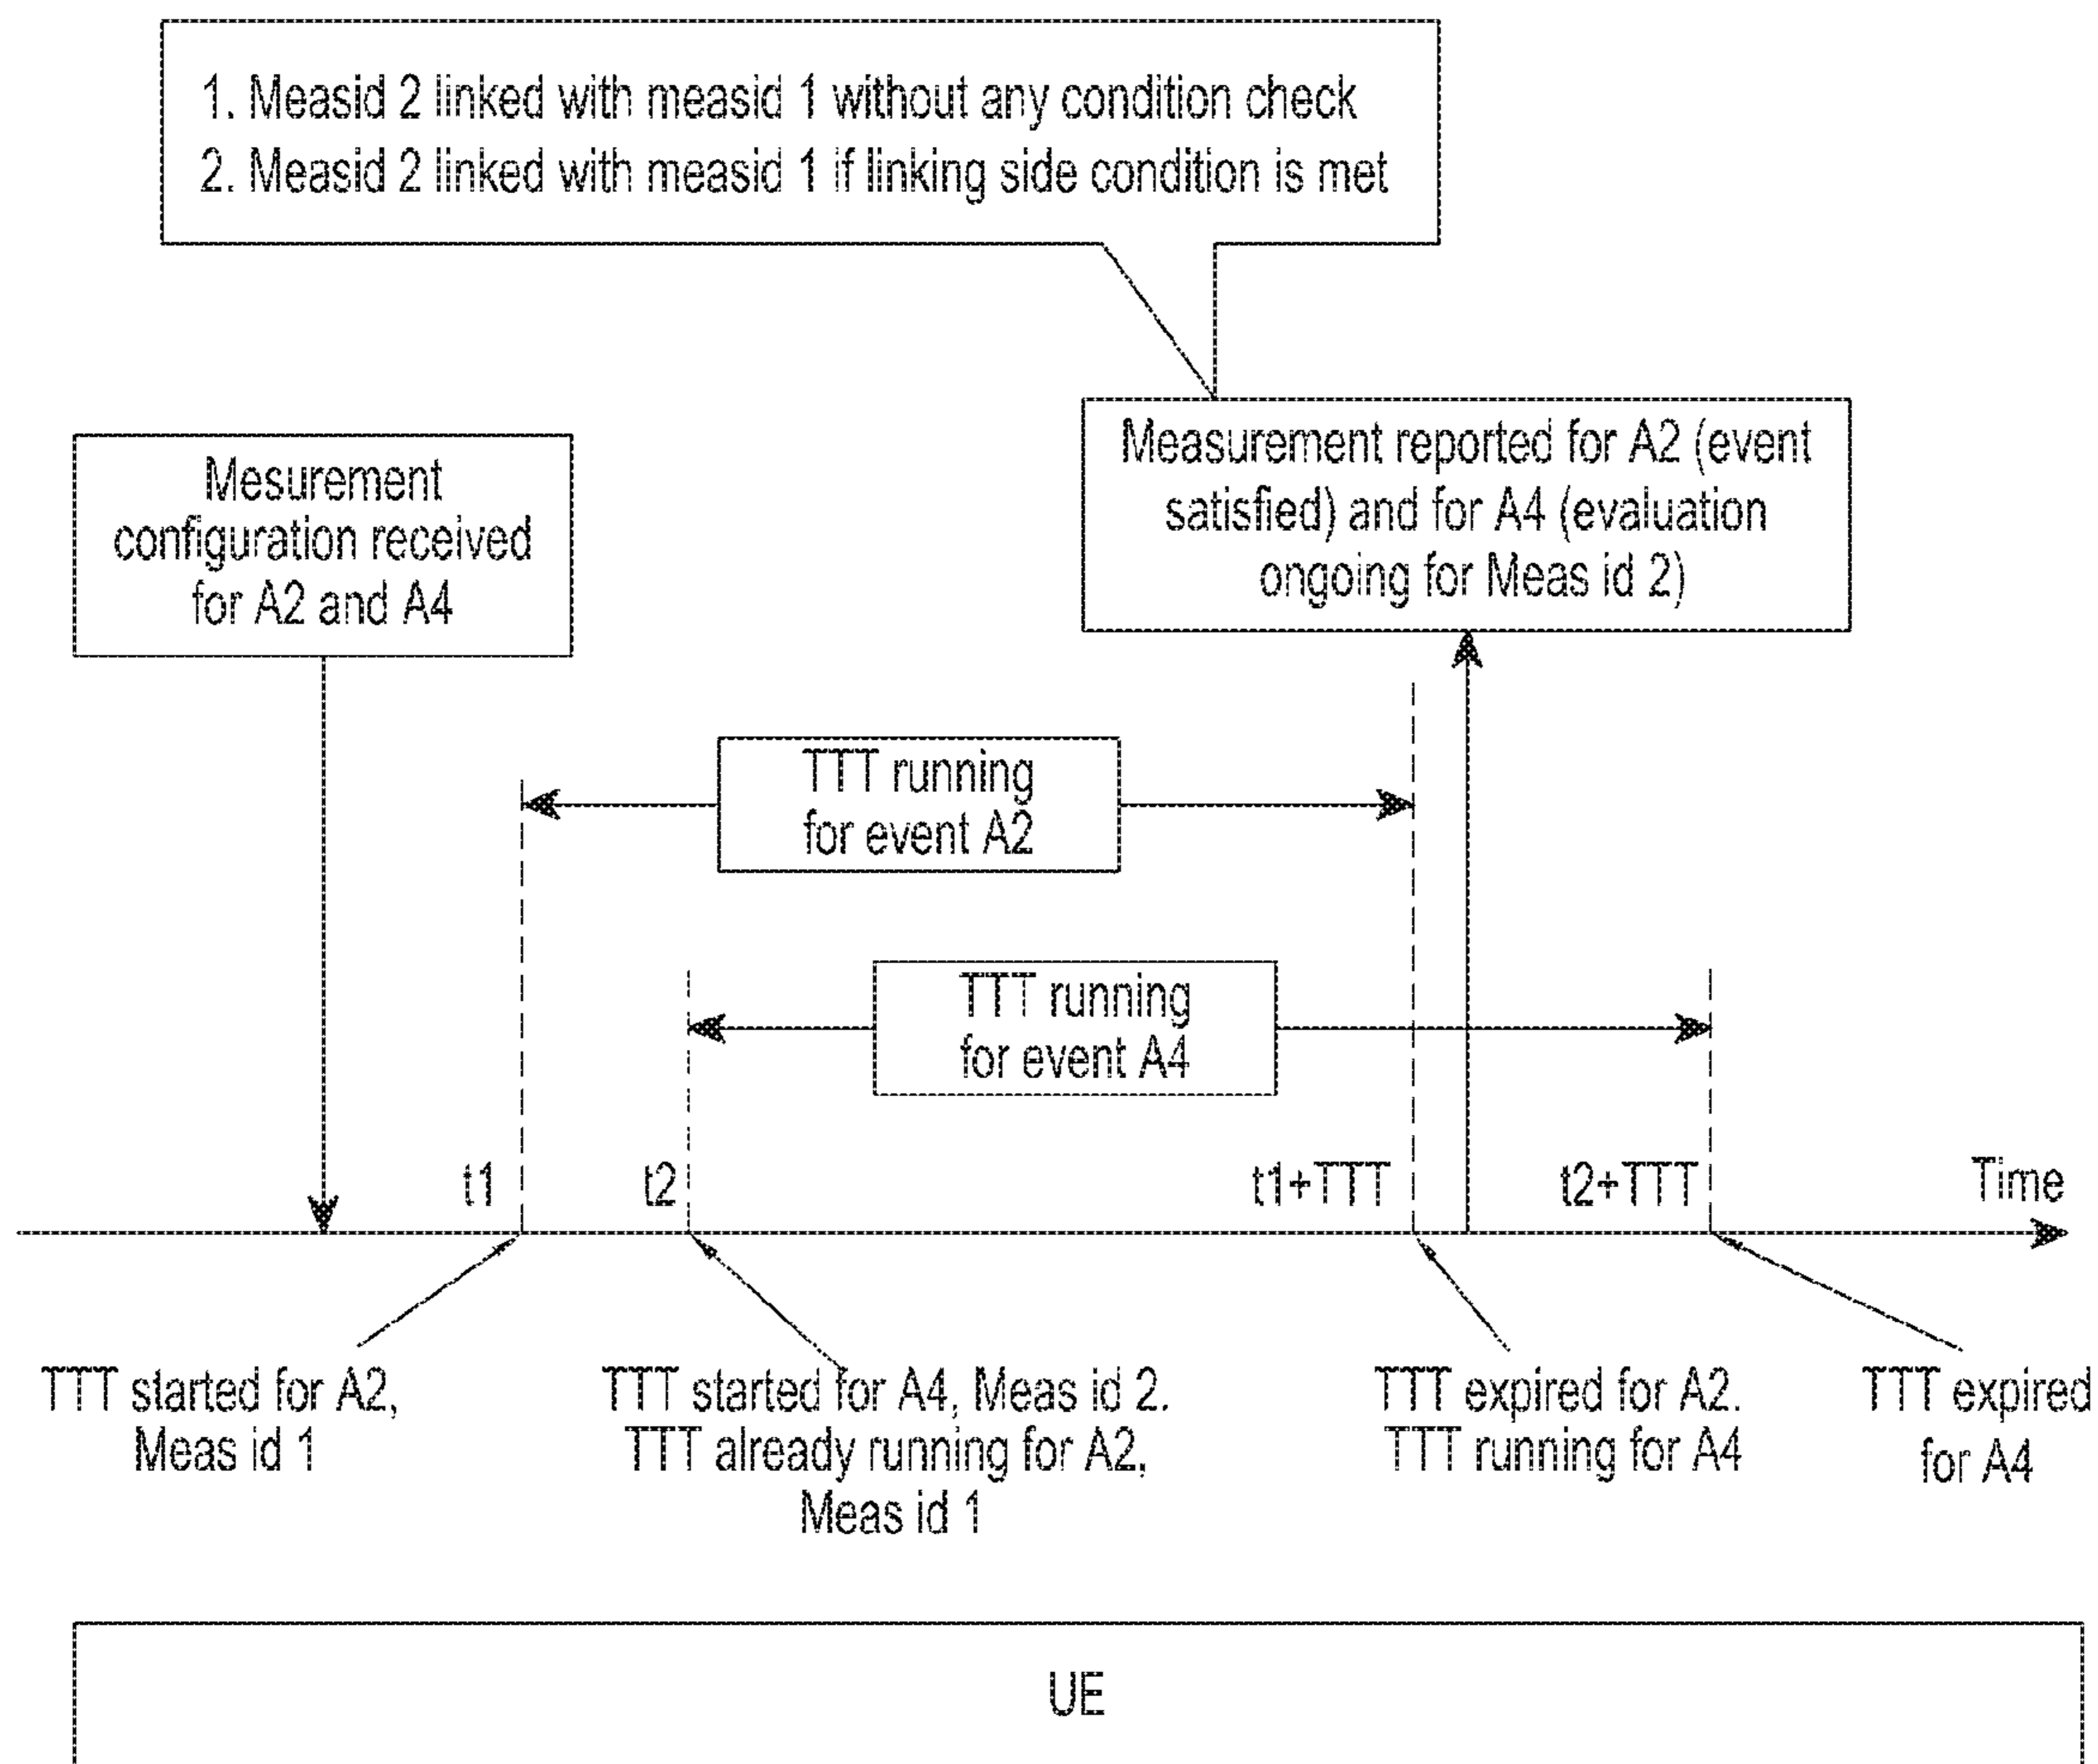 1. Measid 2 linked with measid 1 without any condition check
2. Measid 2 linked with measid 1 if linking side condition is met
Mesurement
configuration received
for A2 and A4
Measurement reported for A2 (event
satisfied) and for A4 (evaluation
ongoing for Meas id 2)
TTT running
for event A2
TTT running
for event A4
t1
t2
t1+TTT
t2+TTT
Time
TTT started for A2,
Meas id 1
TTT started for A4, Meas id 2.
TTT already running for A2,
Meas id 1
TTT expired for A2.
TTT running for A4
TTT expired
for A4
UE